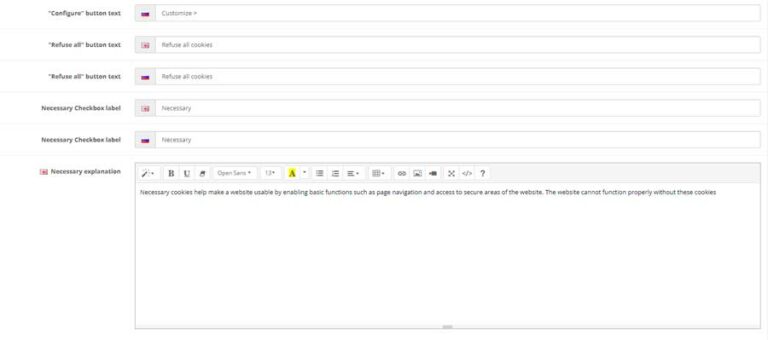 "Configure" button text
Customize >
"Refuse all" button text
Refuse all cookies
"Refuse all" button text
Refuse all cookies
Necessary Checkbox label
Necessary
Necessary Checkbox label
Necessary
Necessary explanation
B U Open Sans 13 A </> ?
Necessary cookies help make a website usable by enabling basic functions such as page navigation and access to secure areas of the website. The website cannot function properly without these cookies